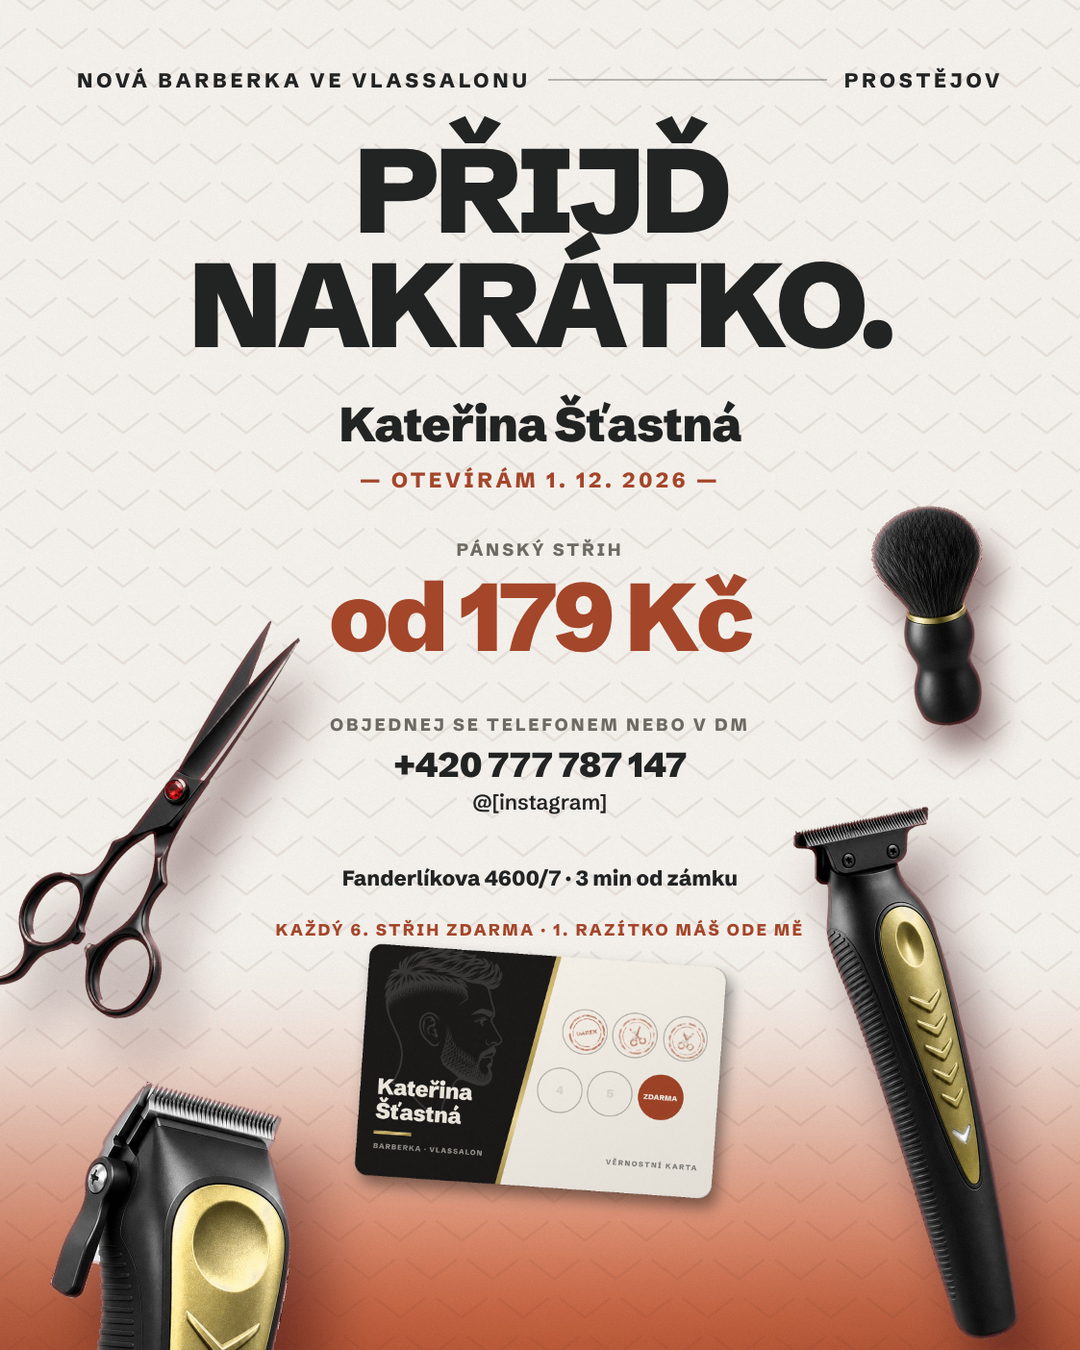 NOVÁ BARBERKA VE VLASSALONU
PROSTĚJOV
PŘIJĎ
NAKRÁTKO.
Kateřina Šťastná
— OTEVÍRÁM 1. 12. 2026 —
PÁNSKÝ STŘIH
od 179 Kč
OBJEDNEJ SE TELEFONEM NEBO V DM
+420 777 787 147
@[instagram]
Fanderlíkova 4600/7 · 3 min od zámku
KAŽDÝ 6. STŘIH ZDARMA · 1. RAZÍTKO MÁŠ ODE MĚ
Kateřina
Šťastná
BARBERKA · VLASSALON
4
5
ZDARMA
VĚRNOSTNÍ KARTA